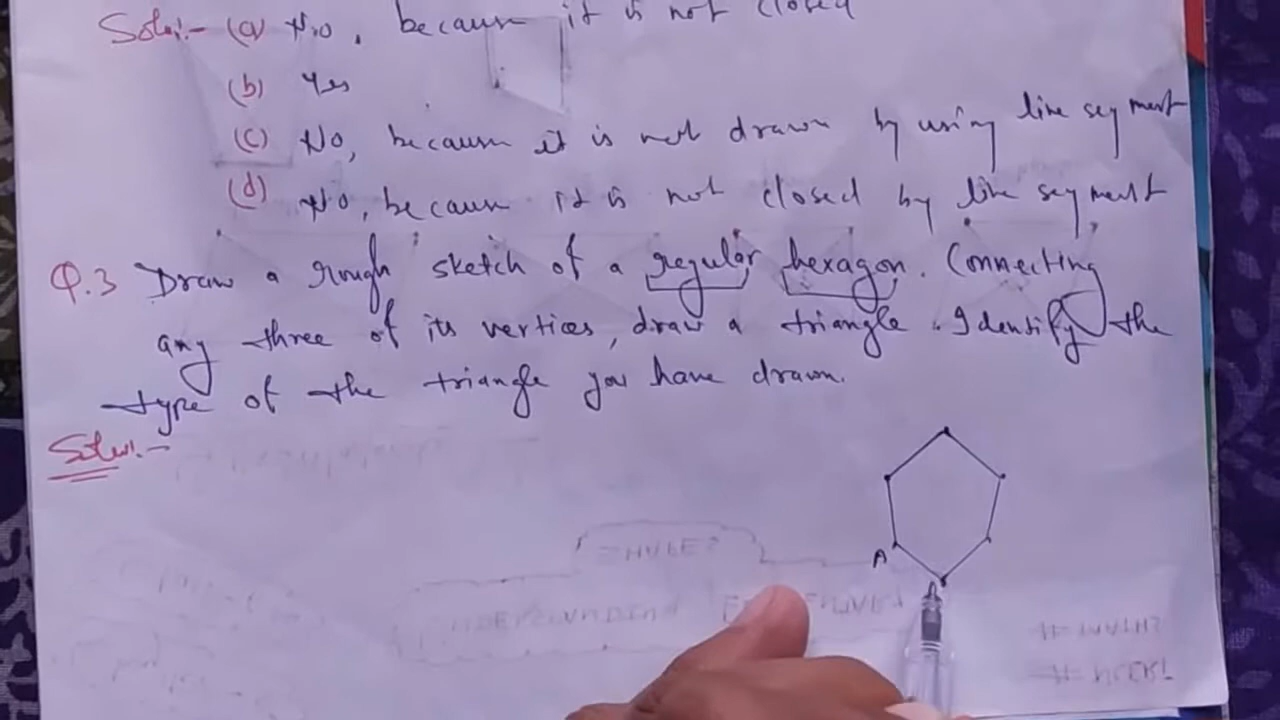 Soln:- (a) No, because it is not closed
(b) Yes
(c) No, because it is not drawn by using line segment
(d) No, because it is not closed by line segment
Q.3 Draw a rough sketch of a regular hexagon. Connecting
any three of its vertices, draw a triangle. Identify the
type of the triangle you have drawn.
Soln:-
A